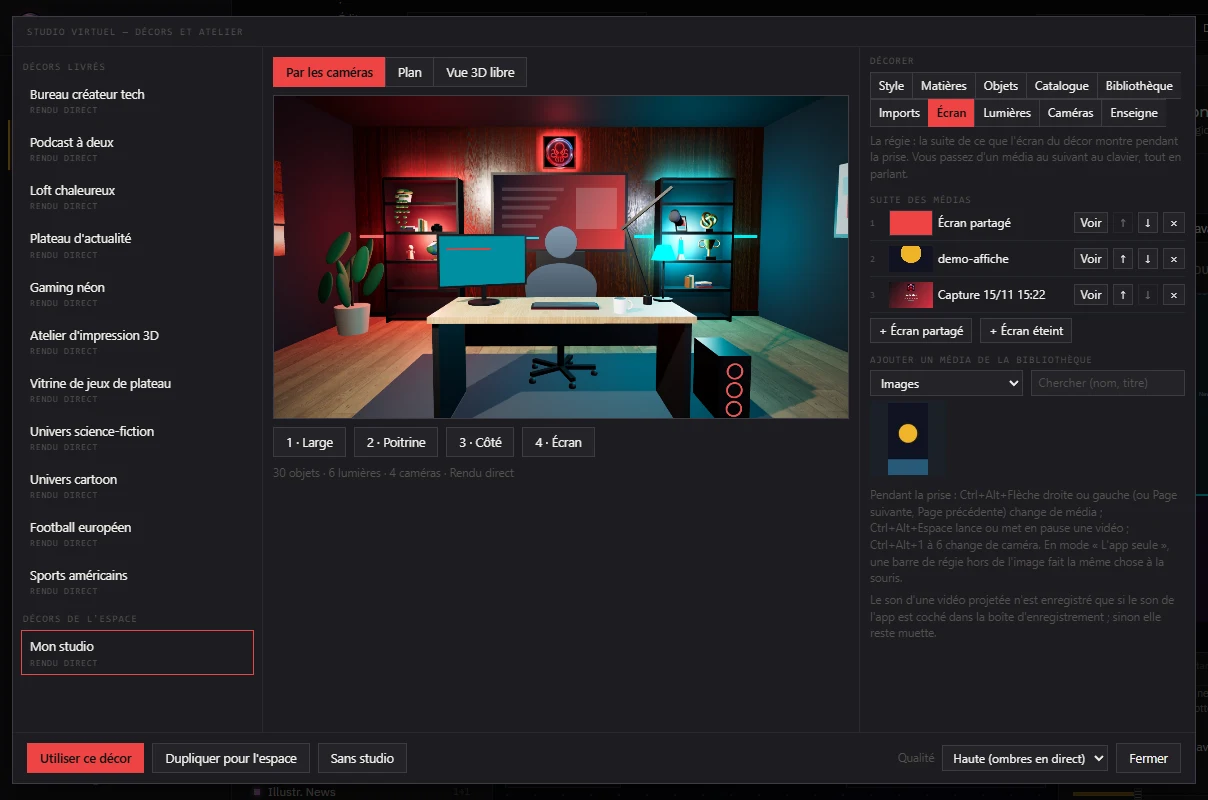 STUDIO VIRTUEL — DÉCORS ET ATELIER
DÉCORS LIVRÉS
Bureau créateur tech
RENDU DIRECT
Podcast à deux
RENDU DIRECT
Loft chaleureux
RENDU DIRECT
Plateau d'actualité
RENDU DIRECT
Gaming néon
RENDU DIRECT
Atelier d'impression 3D
RENDU DIRECT
Vitrine de jeux de plateau
RENDU DIRECT
Univers science-fiction
RENDU DIRECT
Univers cartoon
RENDU DIRECT
Football européen
RENDU DIRECT
Sports américains
RENDU DIRECT
DÉCORS DE L'ESPACE
Mon studio
RENDU DIRECT
Par les caméras Plan Vue 3D libre
1 · Large 2 · Poitrine 3 · Côté 4 · Écran
30 objets · 6 lumières · 4 caméras · Rendu direct
DÉCORER
Style Matières Objets Catalogue Bibliothèque
Imports Écran Lumières Caméras Enseigne
La régie : la suite de ce que l'écran du décor montre pendant
la prise. Vous passez d'un média au suivant au clavier, tout en
parlant.
SUITE DES MÉDIAS
1 Écran partagé Voir ↑ ↓ ×
2 demo-affiche Voir ↑ ↓ ×
3 Capture 15/11 15:22 Voir ↑ ↓ ×
+ Écran partagé + Écran éteint
AJOUTER UN MÉDIA DE LA BIBLIOTHÈQUE
Images Chercher (nom, titre)
Pendant la prise : Ctrl+Alt+Flèche droite ou gauche (ou Page
suivante, Page précédente) change de média ;
Ctrl+Alt+Espace lance ou met en pause une vidéo ;
Ctrl+Alt+1 à 6 change de caméra. En mode « L'app seule »,
une barre de régie hors de l'image fait la même chose à la
souris.
Le son d'une vidéo projetée n'est enregistré que si le son de
l'app est coché dans la boîte d'enregistrement ; sinon elle
reste muette.
Utiliser ce décor Dupliquer pour l'espace Sans studio
Qualité Haute (ombres en direct) Fermer
Illustr. News